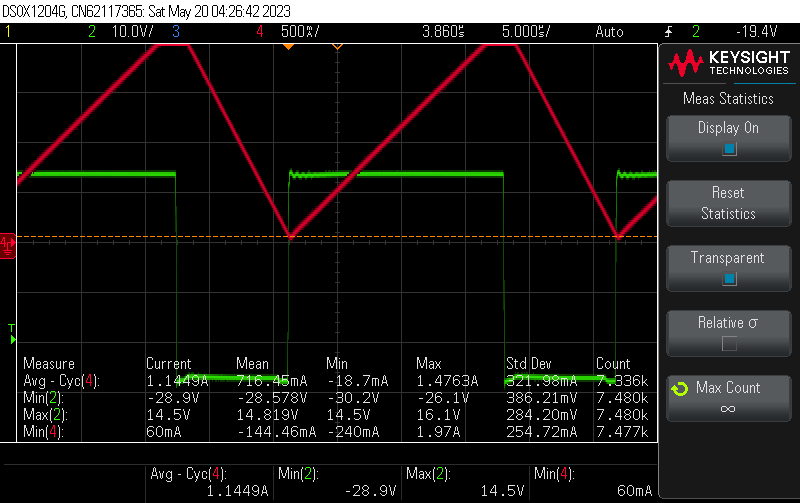 DSOX1204G, CN62117365: Sat May 20 04:26:42 2023
1 2 10.0V/ 3 4 500㎷/ 3.860s 5.000s/ Auto 2 -19.4V
KEYSIGHT
TECHNOLOGIES
Meas Statistics
Display On
Reset
Statistics
Transparent
Relative σ
Max Count
∞
4
T
Measure Current Mean Min Max Std Dev Count
Avg - Cyc(4): 1.1449A 716.45mA -18.7mA 1.4763A 321.98mA 7.336k
Min(2): -28.9V -28.578V -30.2V -26.1V 386.21mV 7.480k
Max(2): 14.5V 14.819V 14.5V 16.1V 284.20mV 7.480k
Min(4): 60mA -144.46mA -240mA 1.97A 254.72mA 7.477k
Avg - Cyc(4): Min(2): Max(2): Min(4):
1.1449A -28.9V 14.5V 60mA